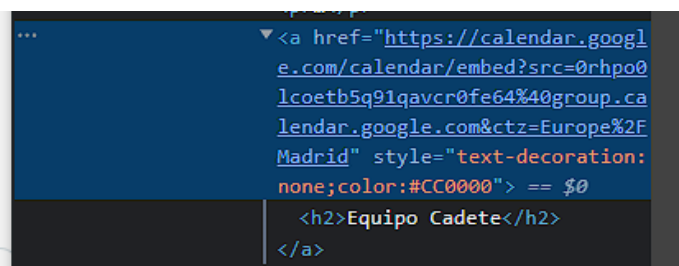 <a href="https://calendar.googl
e.com/calendar/embed?src=0rhpo0
lcoetb5q91qavcr0fe64%40group.ca
lendar.google.com&ctz=Europe%2F
Madrid" style="text-decoration:
none;color:#CC0000"> == $0
<h2>Equipo Cadete</h2>
</a>